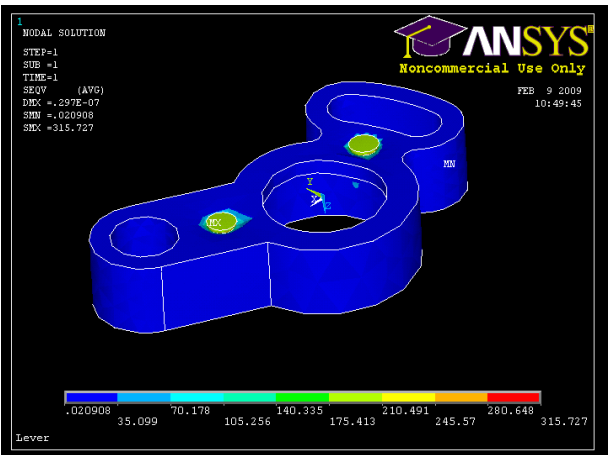 1
NODAL SOLUTION
STEP=1
SUB =1
TIME=1
SEQV (AVG)
DMX =.297E-07
SMN =.020908
SMX =315.727
ANSYS®
Noncommercial Use Only
FEB 9 2009
10:49:45
MN
Y
X
Z
MX
.020908 70.178 140.335 210.491 280.648
35.099 105.256 175.413 245.57 315.727
Lever